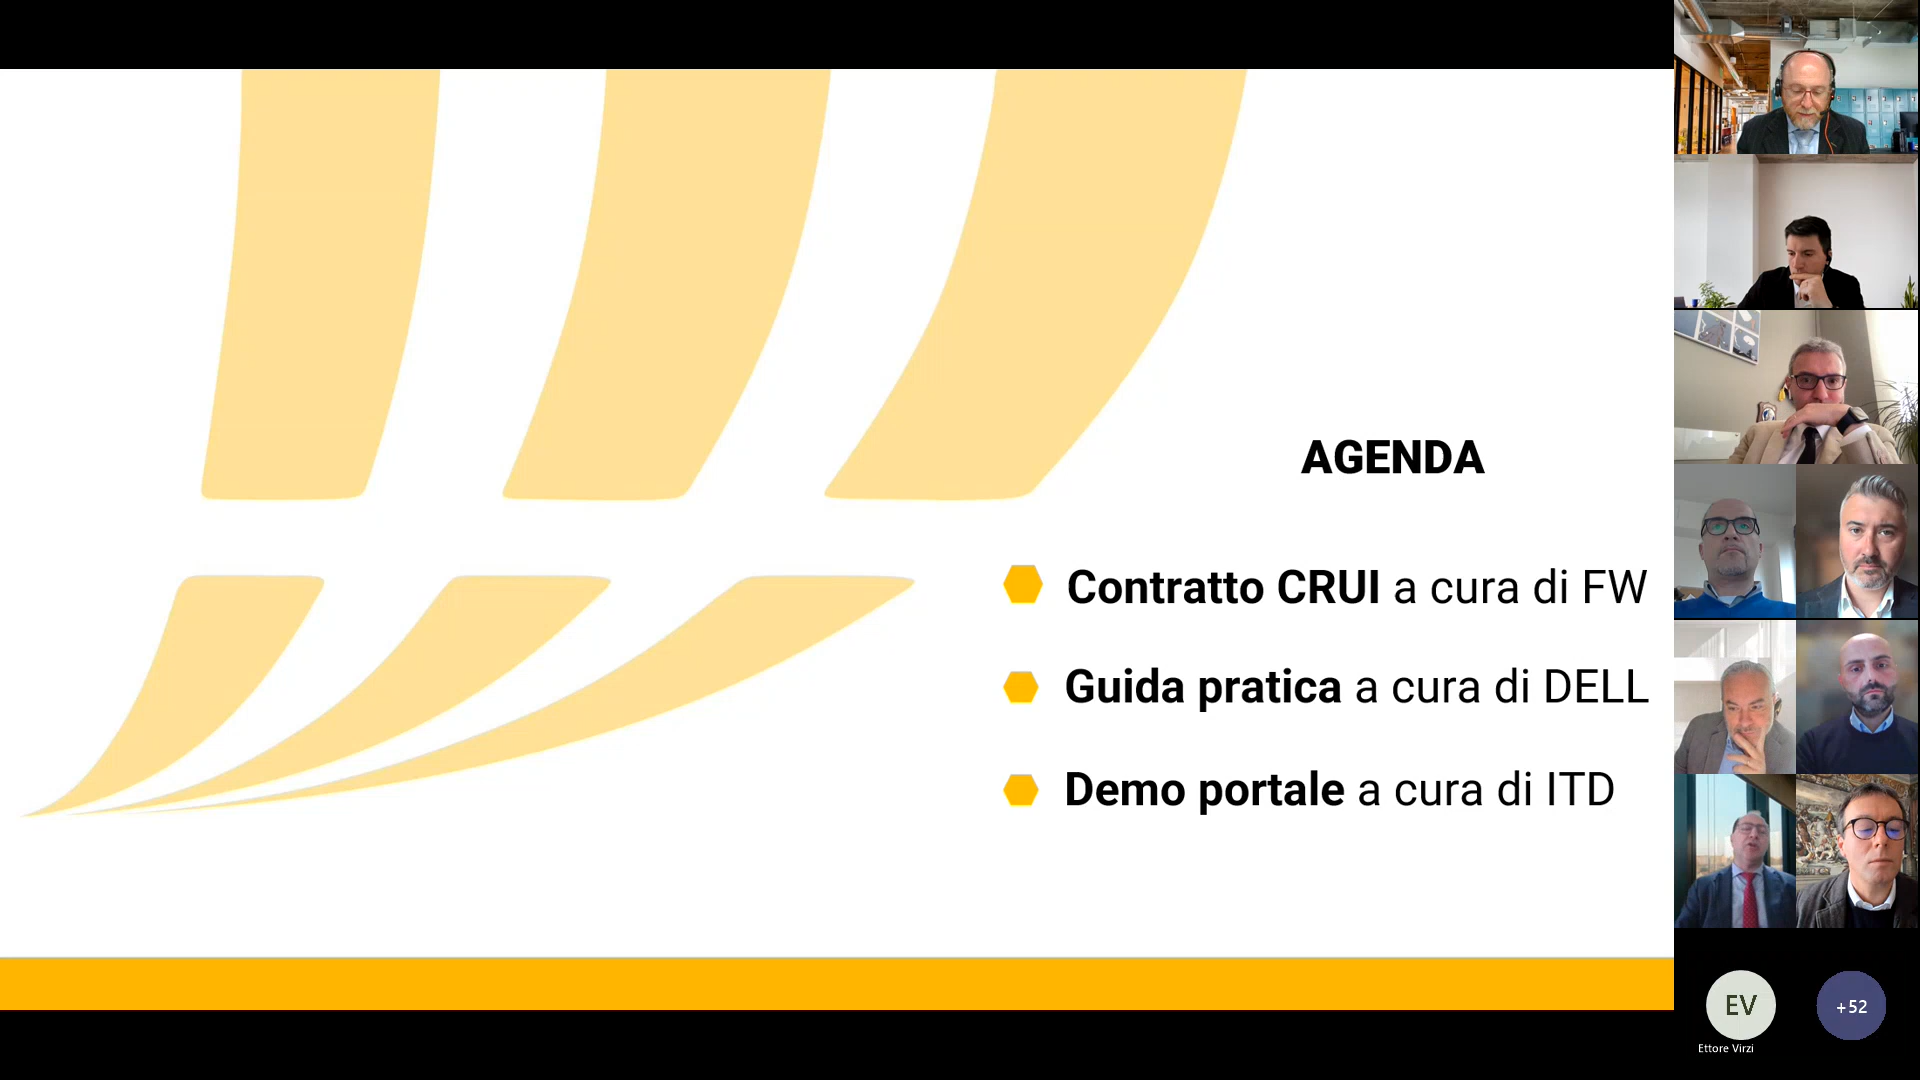 AGENDA
Contratto CRUI a cura di FW
Guida pratica a cura di DELL
Demo portale a cura di ITD
EV
+52
Ettore Virzi